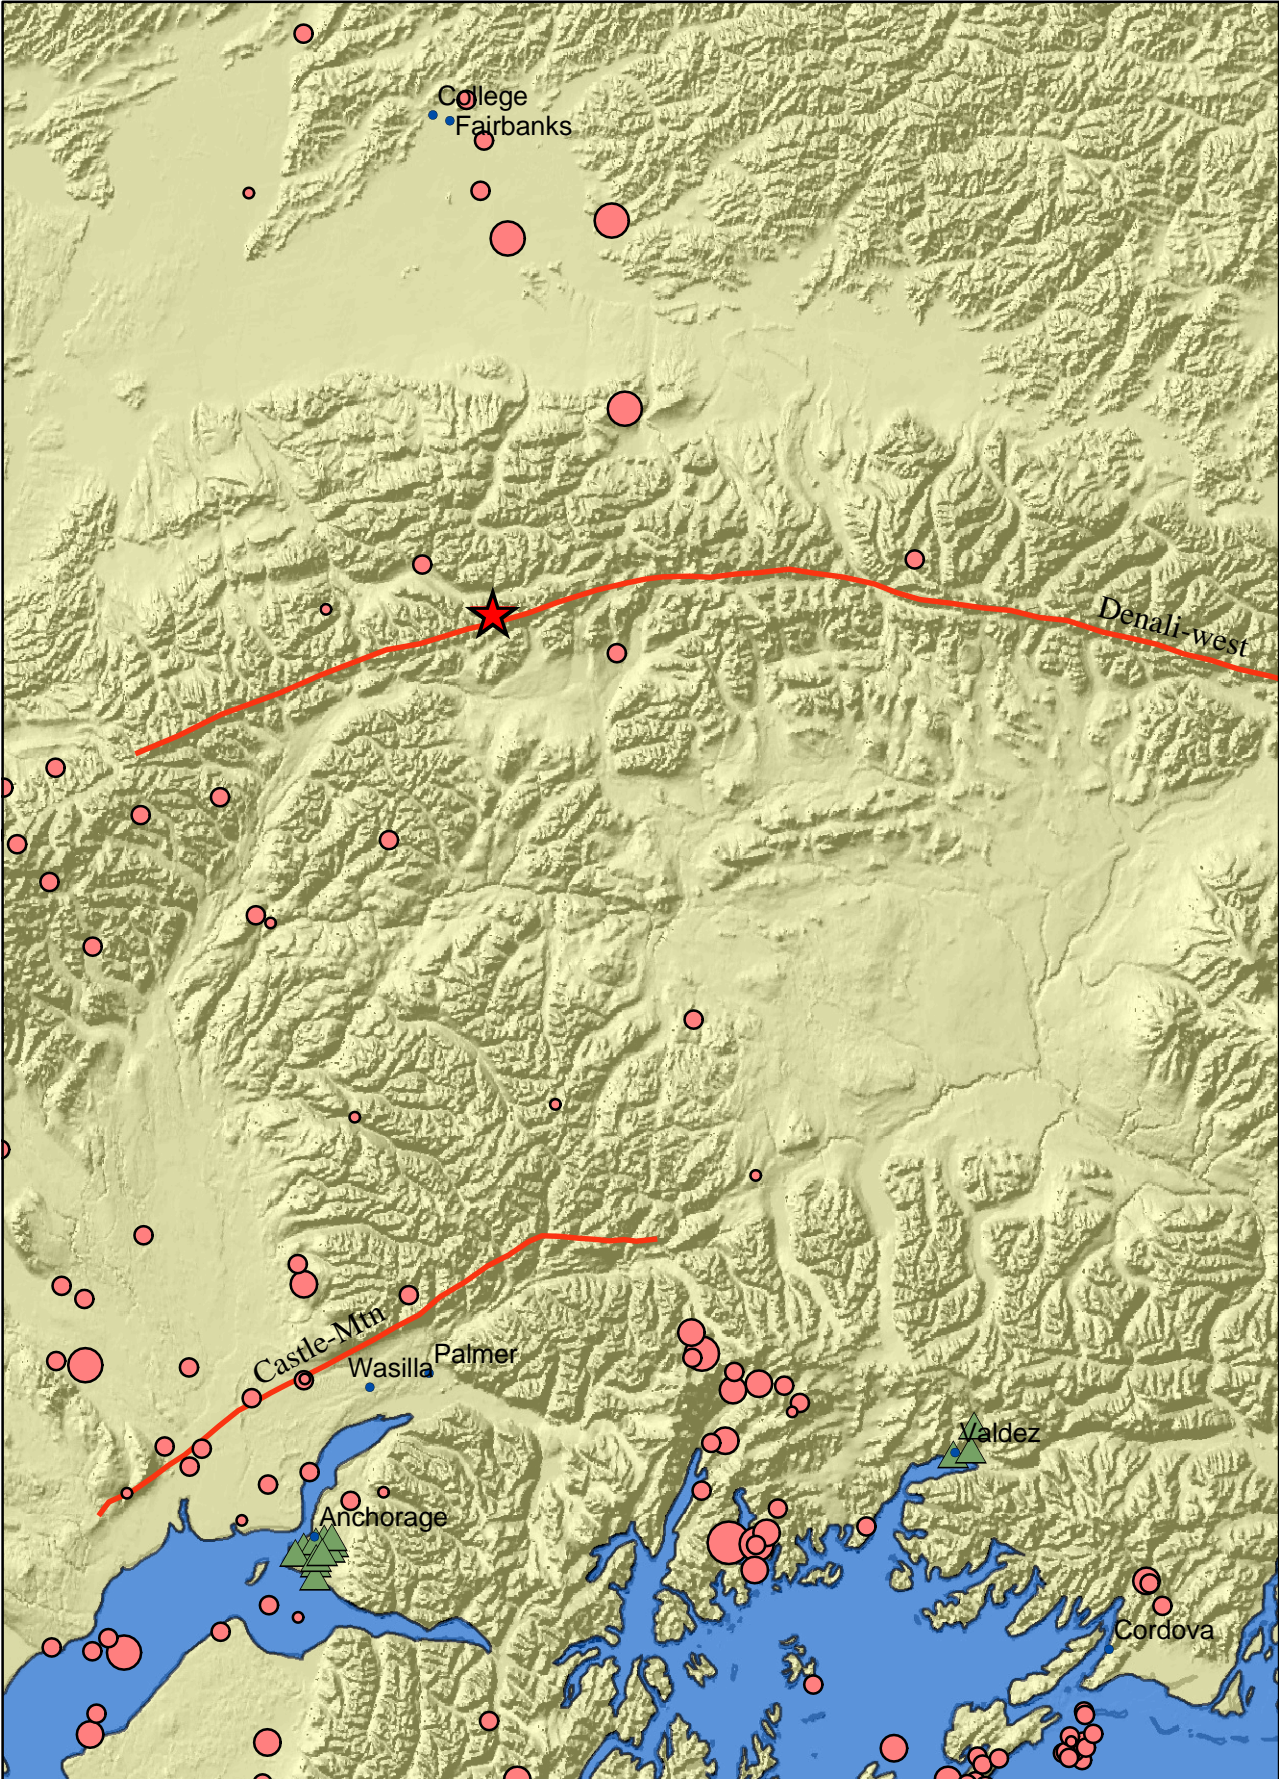 College
Fairbanks
Denali-west
Castle-Mtn
Palmer
Wasilla
Valdez
Anchorage
Cordova